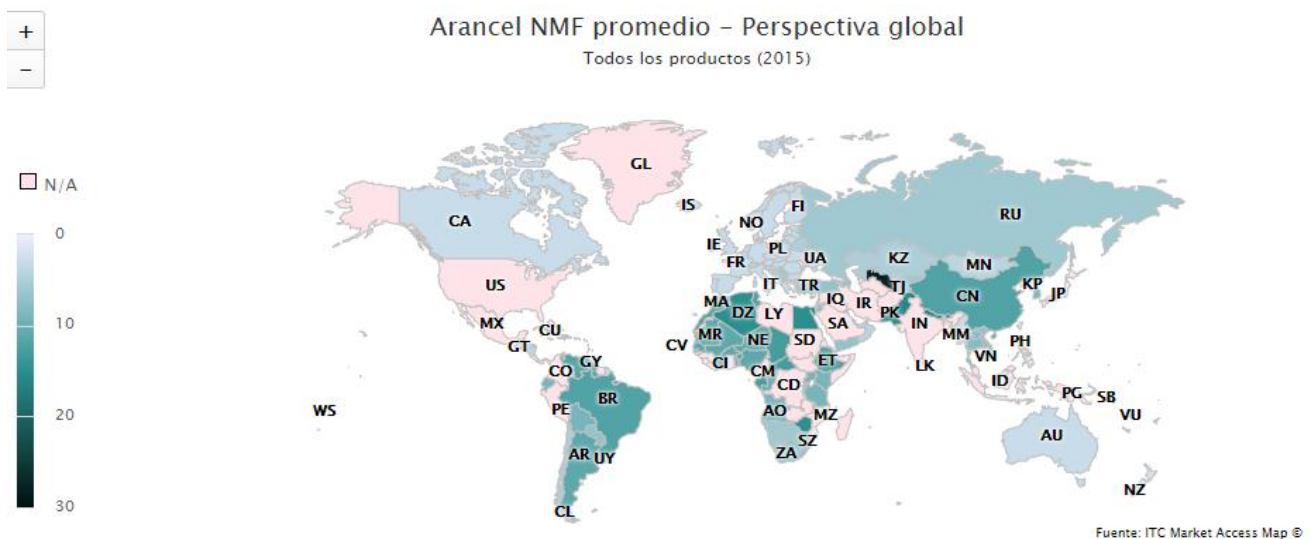 +
−
Arancel NMF promedio – Perspectiva global
Todos los productos (2015)
N/A
0
10
20
30
GL
IS
CA
NO
FI
RU
IE
PL
FR
UA
KZ
MN
US
IT
TR
TJ
CN
KP
JP
MA
DZ
LY
IQ
IR
PK
MX
CU
SA
IN
GT
MR
NE
SD
MM
PH
CV
CI
ET
VN
LK
CO
GY
CM
CD
ID
PG
SB
WS
PE
BR
AO
MZ
VU
AR
UY
SZ
ZA
AU
CL
NZ
Fuente: ITC Market Access Map ©